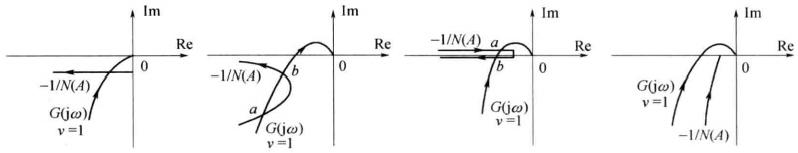 Im
Re
0
−1/N(A)
G(jω)
v=1
Im
Re
0
−1/N(A)
b
a
G(jω)
v=1
Im
−1/N(A)
a
Re
b
0
G(jω)
v=1
Im
Re
0
G(jω)
v=1
−1/N(A)